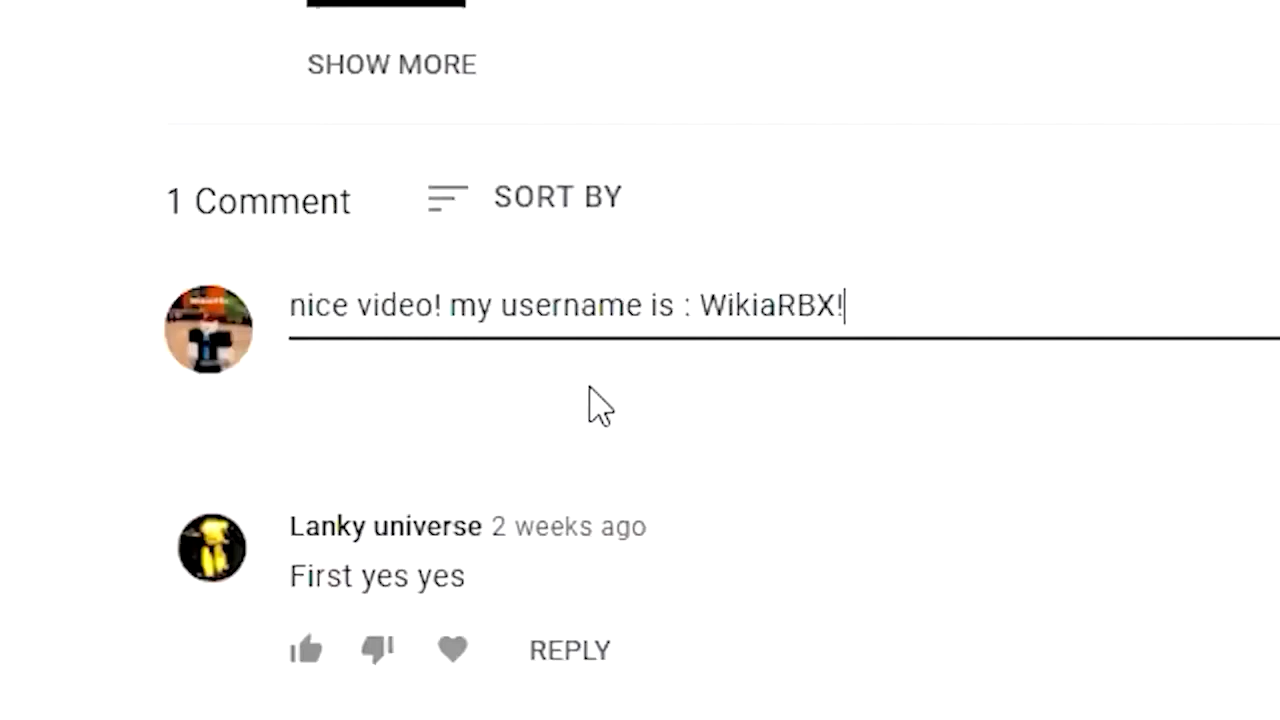 SHOW MORE
1 Comment
SORT BY
nice video! my username is : WikiaRBX!
Lanky universe 2 weeks ago
First yes yes
REPLY